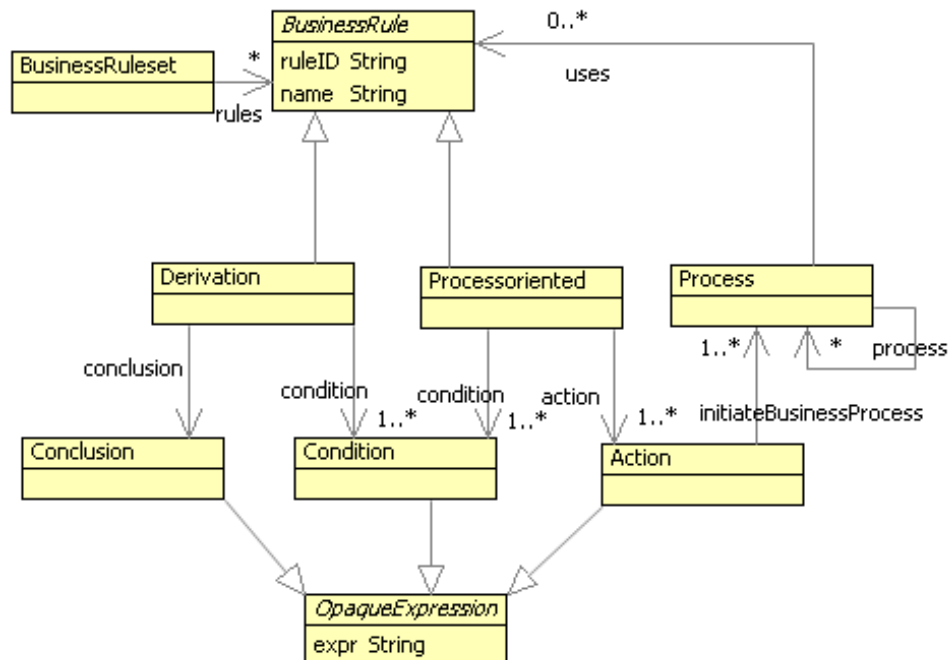 BusinessRule
0..*
BusinessRuleset
*
ruleID String
name String
rules
uses
Derivation
Processoriented
Process
conclusion
condition
1..*
condition
1..*
action
1..*
1..*
*
process
initiateBusinessProcess
Conclusion
Condition
Action
OpaqueExpression
expr String